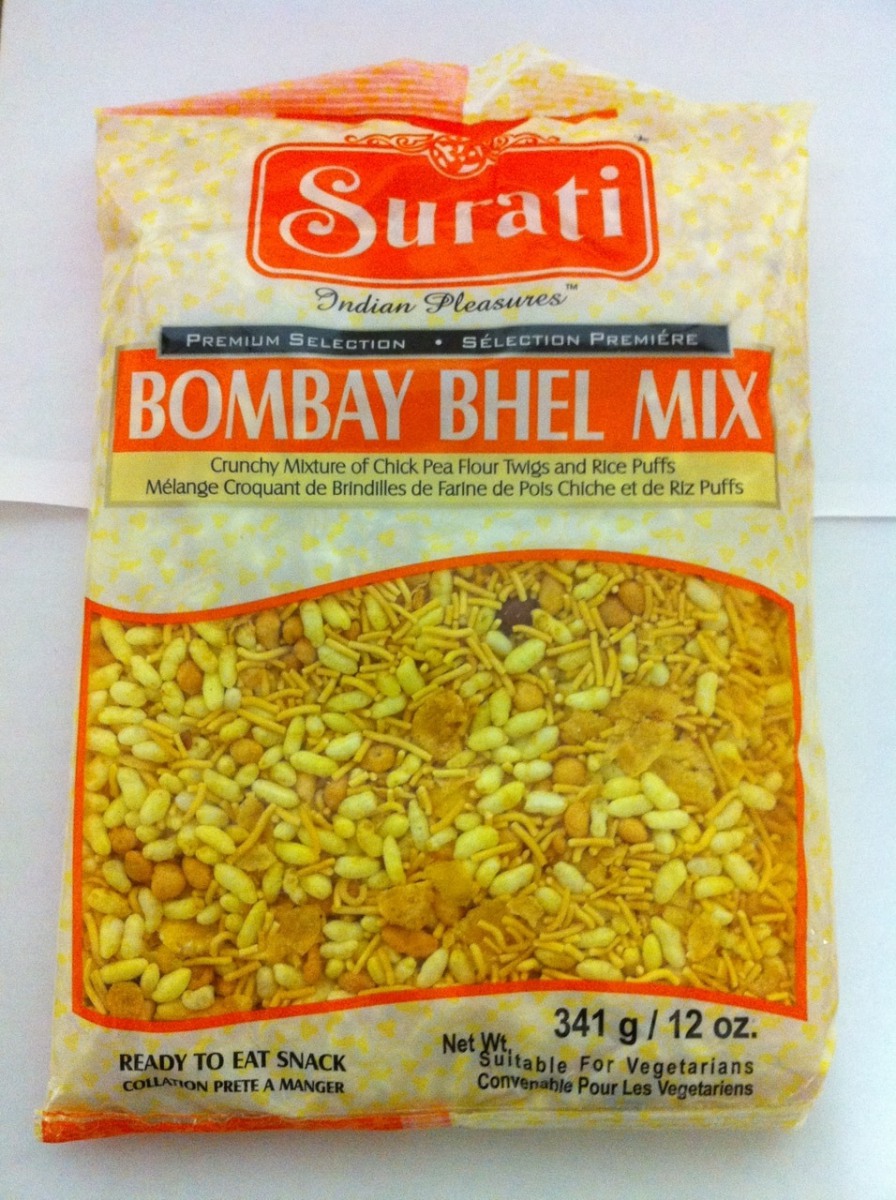 Surati
Indian Pleasures™
PREMIUM SELECTION • SÉLECTION PREMIÉRE
BOMBAY BHEL MIX
Crunchy Mixture of Chick Pea Flour Twigs and Rice Puffs
Mélange Croquant de Brindilles de Farine de Pois Chiche et de Riz Puffs
READY TO EAT SNACK
COLLATION PRETE A MANGER
Net Wt. 341 g / 12 oz.
Suitable For Vegetarians
Convenable Pour Les Vegetariens